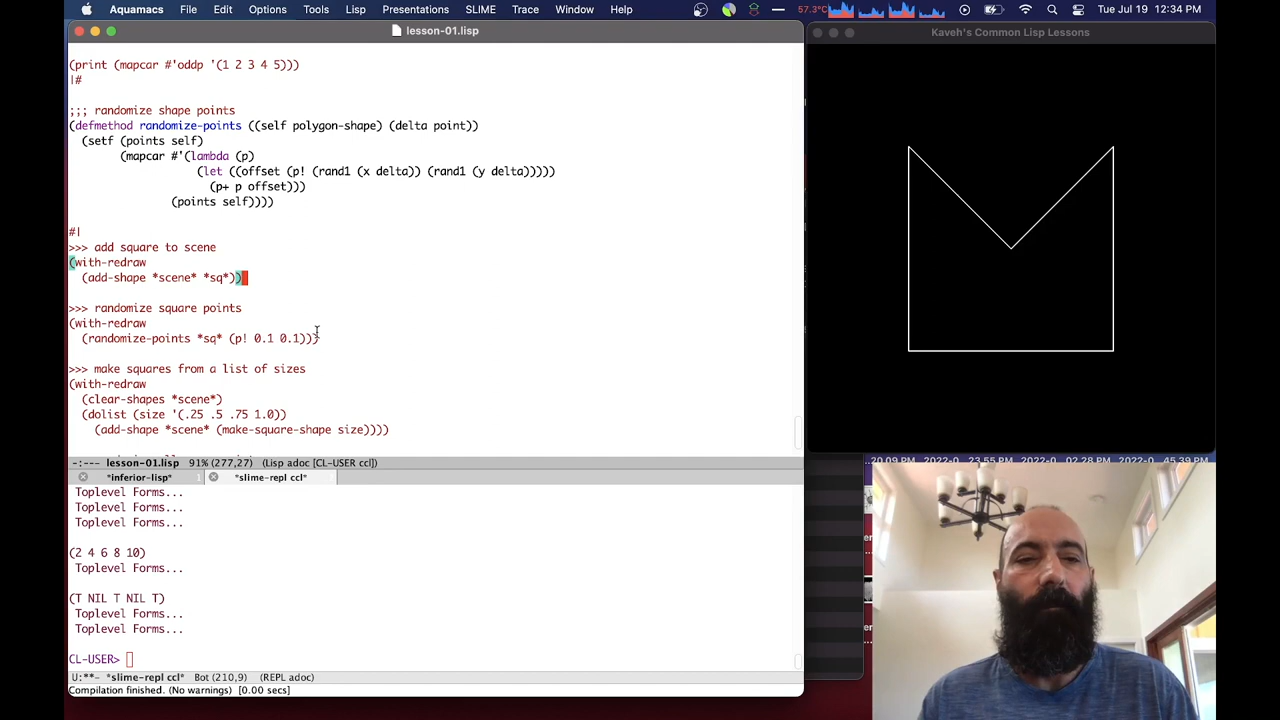 Aquamacs File Edit Options Tools Lisp Presentations SLIME Trace Window Help 57.3°C Tue Jul 19 12:34 PM
lesson-01.lisp
(print (mapcar #'oddp '(1 2 3 4 5)))
|#
;;; randomize shape points
(defmethod randomize-points ((self polygon-shape) (delta point))
(setf (points self)
(mapcar #'(lambda (p)
(let ((offset (p! (rand1 (x delta)) (rand1 (y delta)))))
(p+ p offset)))
(points self))))
#|
>>> add square to scene
(with-redraw
(add-shape *scene* *sq*))
>>> randomize square points
(with-redraw
(randomize-points *sq* (p! 0.1 0.1)))
>>> make squares from a list of sizes
(with-redraw
(clear-shapes *scene*)
(dolist (size '(.25 .5 .75 1.0))
(add-shape *scene* (make-square-shape size))))
-:--- lesson-01.lisp 91% (277,27) (Lisp adoc [CL-USER ccl])
*inferior-lisp* *slime-repl ccl*
Toplevel Forms...
Toplevel Forms...
Toplevel Forms...
(2 4 6 8 10)
Toplevel Forms...
(T NIL T NIL T)
Toplevel Forms...
Toplevel Forms...
CL-USER>
U:**- *slime-repl ccl* Bot (210,9) (REPL adoc)
Compilation finished. (No warnings) [0.00 secs]
Kaveh's Common Lisp Lessons